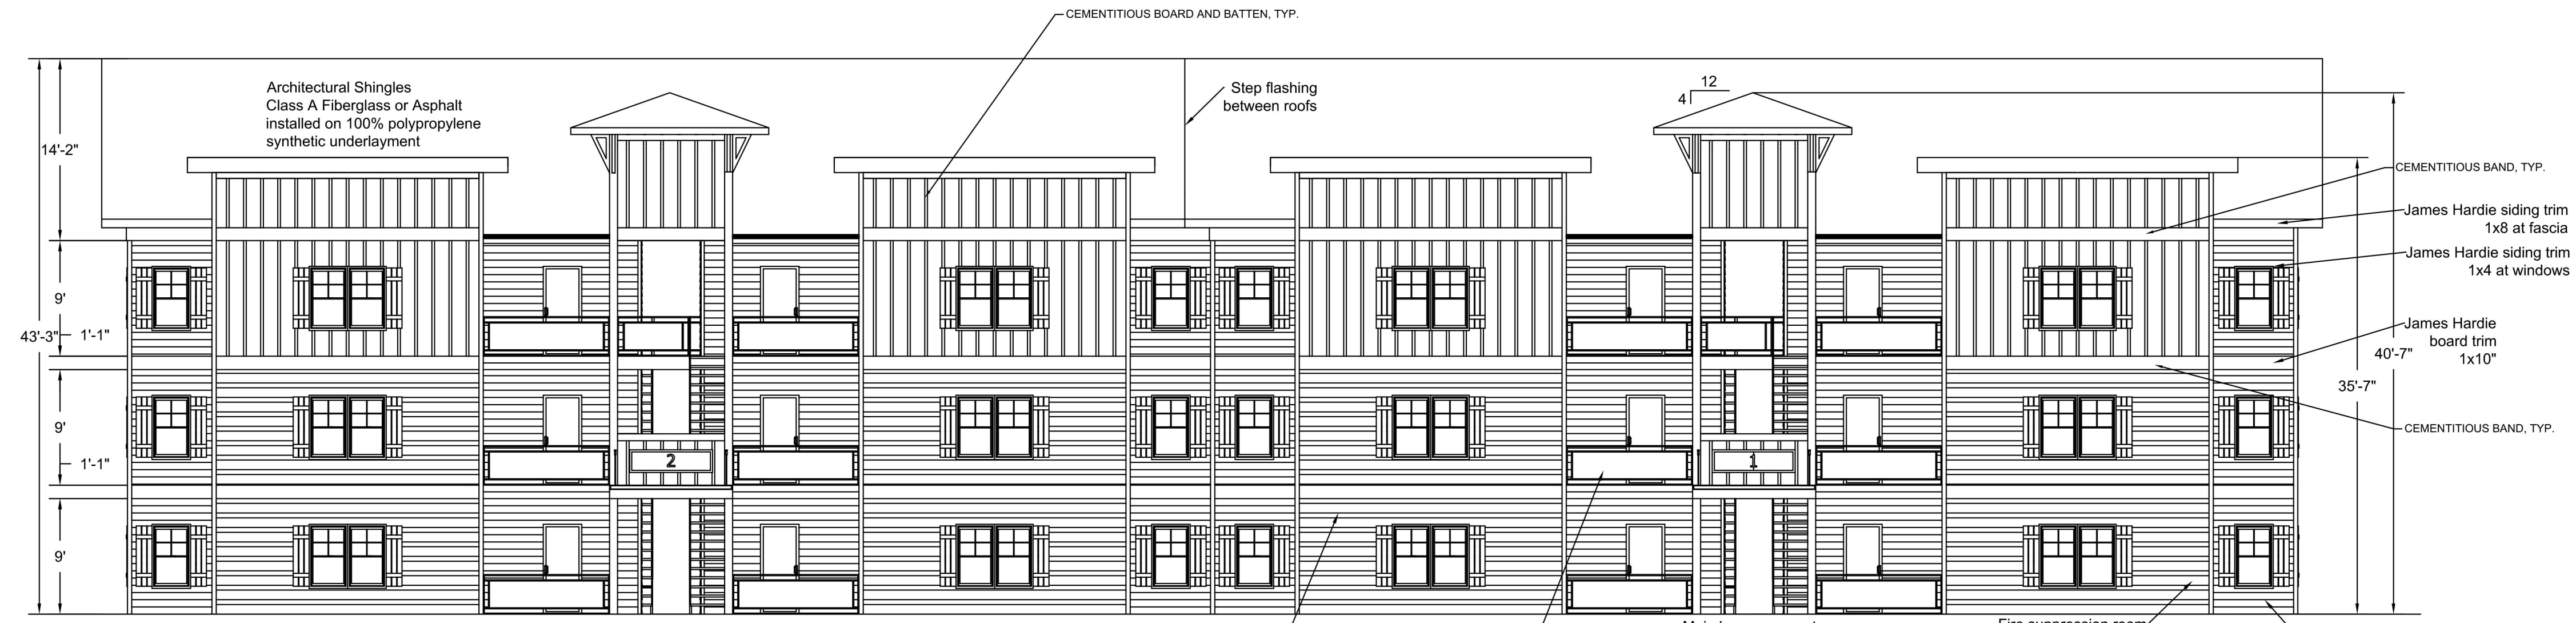 CEMENTITIOUS BOARD AND BATTEN, TYP.
Architectural Shingles
Class A Fiberglass or Asphalt
installed on 100% polypropylene
synthetic underlayment
Step flashing
between roofs
12
4
14'-2"
CEMENTITIOUS BAND, TYP.
James Hardie siding trim
1x8 at fascia
James Hardie siding trim
1x4 at windows
9'
43'-3"
1'-1"
James Hardie
board trim
1x10"
40'-7"
35'-7"
9'
CEMENTITIOUS BAND, TYP.
1'-1"
2
1
9'
Fire suppression room